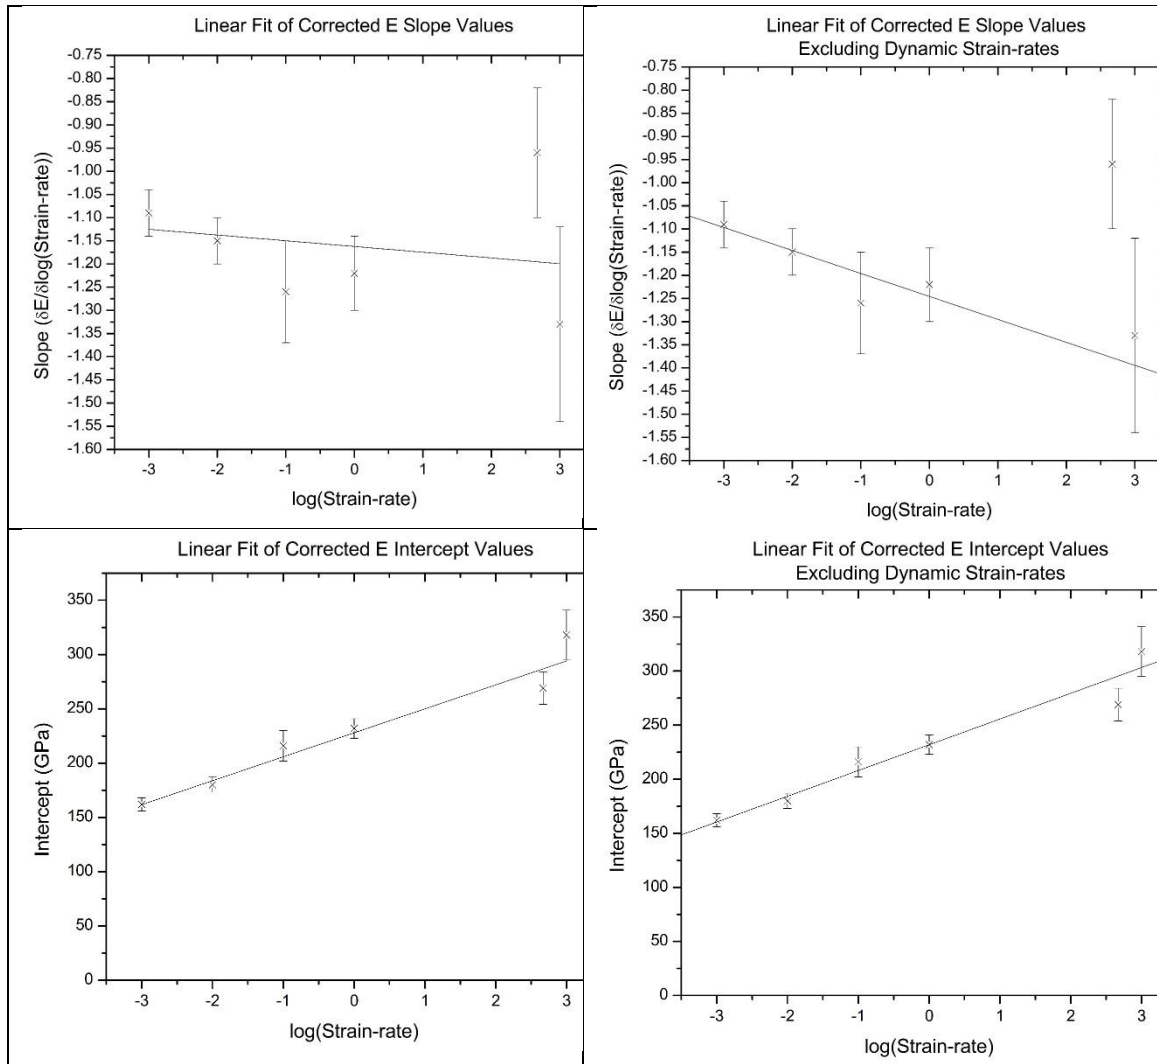 Linear Fit of Corrected E Slope Values
-0.75
-0.80
-0.85
-0.90
-0.95
-1.00
-1.05
-1.10
-1.15
-1.20
-1.25
-1.30
-1.35
-1.40
-1.45
-1.50
-1.55
-1.60
Slope (δE/δlog(Strain-rate))
-3 -2 -1 0 1 2 3
log(Strain-rate)
Linear Fit of Corrected E Slope Values
Excluding Dynamic Strain-rates
-0.75
-0.80
-0.85
-0.90
-0.95
-1.00
-1.05
-1.10
-1.15
-1.20
-1.25
-1.30
-1.35
-1.40
-1.45
-1.50
-1.55
-1.60
Slope (δE/δlog(Strain-rate))
-3 -2 -1 0 1 2 3
log(Strain-rate)
Linear Fit of Corrected E Intercept Values
350
300
250
200
150
100
50
0
Intercept (GPa)
-3 -2 -1 0 1 2 3
log(Strain-rate)
Linear Fit of Corrected E Intercept Values
Excluding Dynamic Strain-rates
350
300
250
200
150
100
50
0
Intercept (GPa)
-3 -2 -1 0 1 2 3
log(Strain-rate)